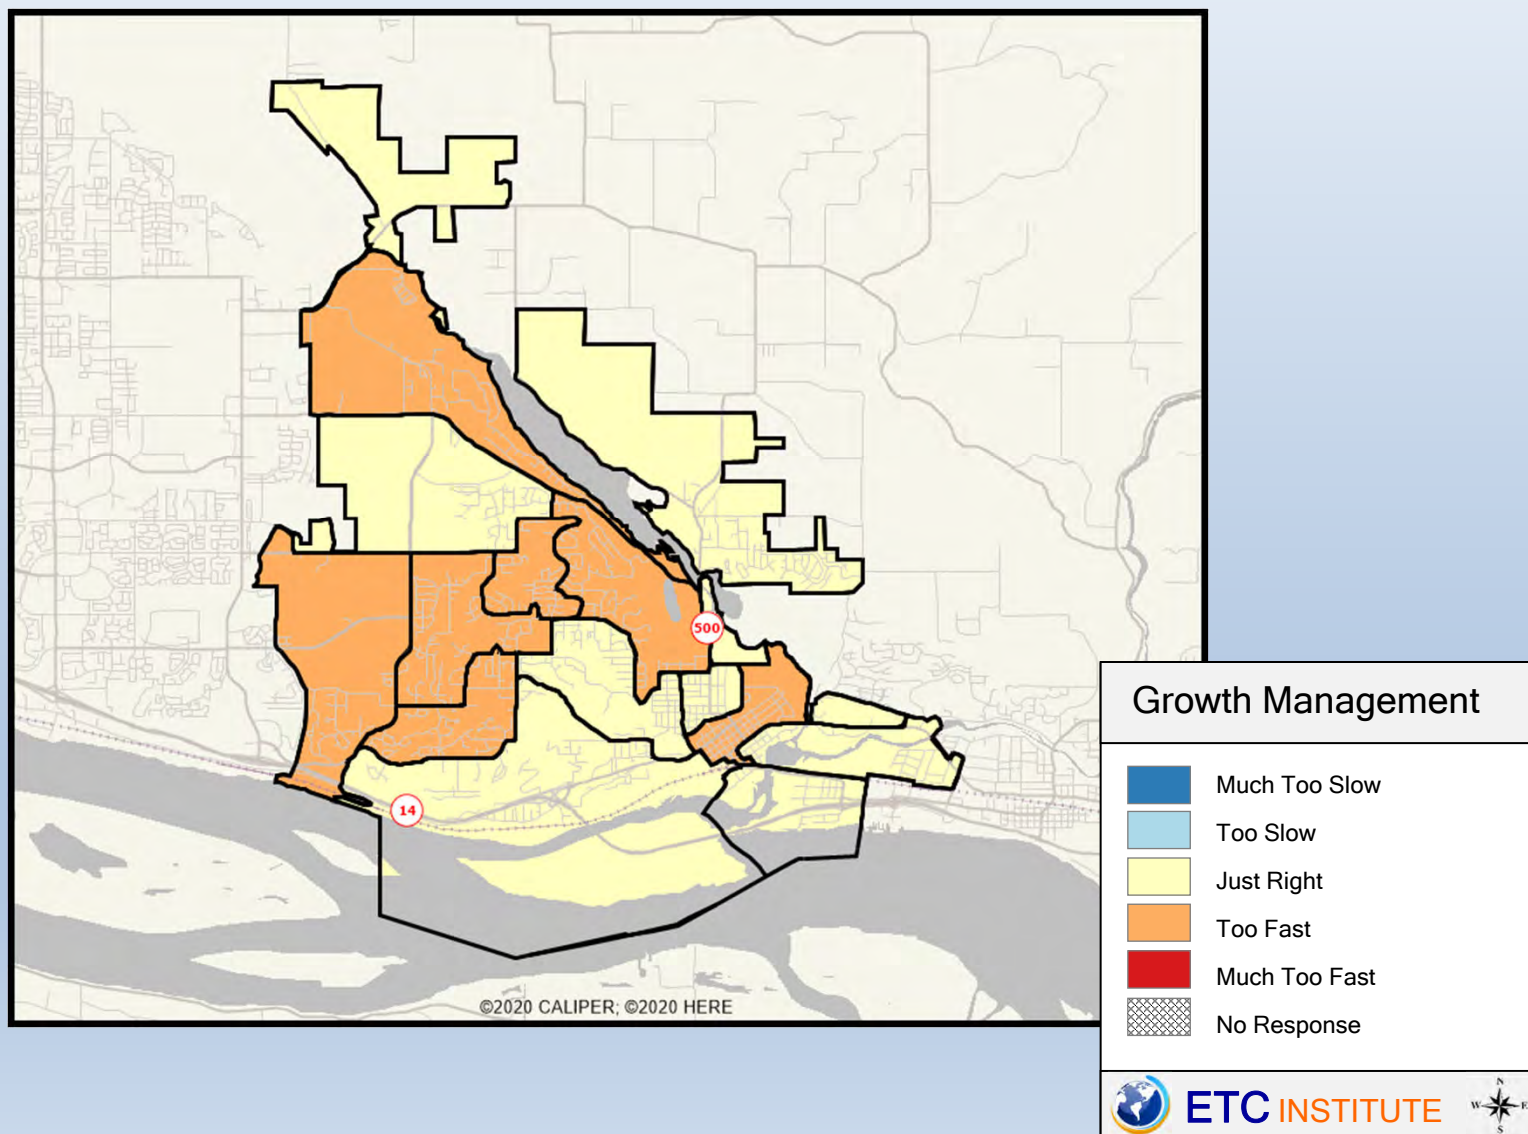 500
14
©2020 CALIPER; ©2020 HERE
Growth Management
Much Too Slow
Too Slow
Just Right
Too Fast
Much Too Fast
No Response
ETC INSTITUTE
N
W E
S